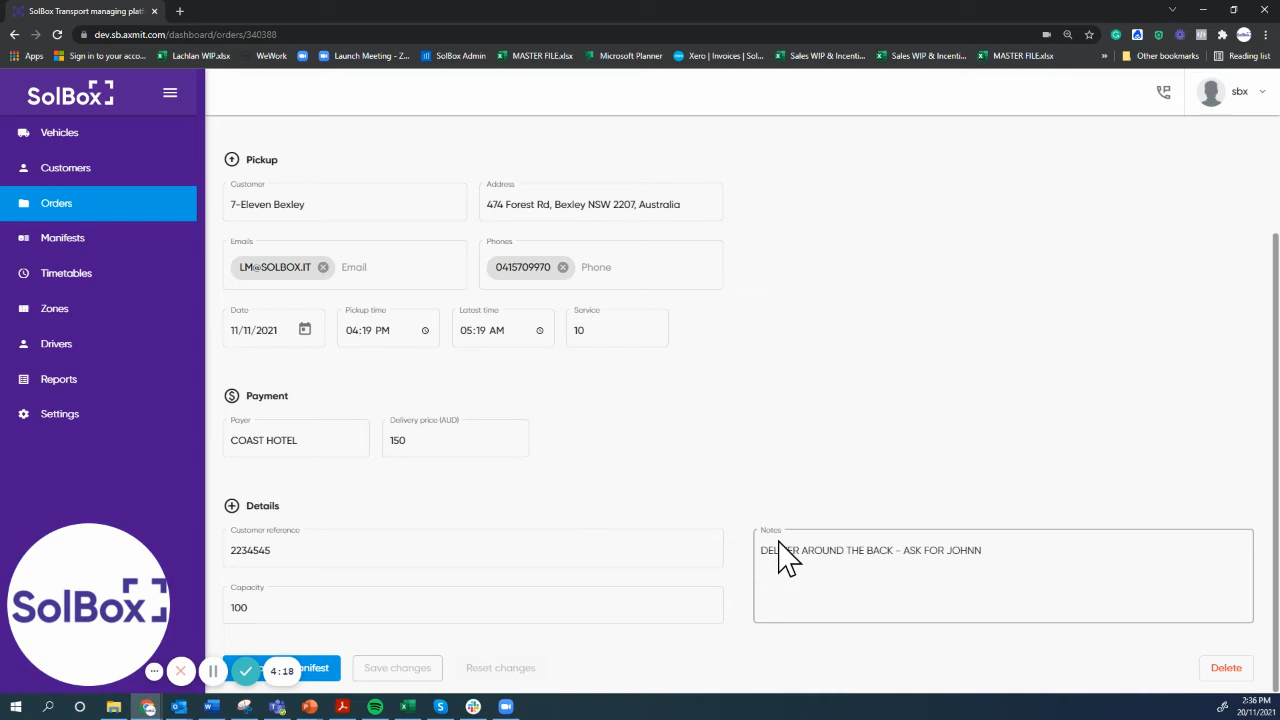 SolBox Transport managing plat
dev.sb.axmit.com/dashboard/orders/340388
Apps
Sign in to your acco...
Lachlan WIP.xlsx
WeWork
Launch Meeting - Z...
SolBox Admin
MASTER FILE.xlsx
Microsoft Planner
Xero | Invoices | Sol...
Sales WIP & Incenti...
Sales WIP & Incenti...
MASTER FILE.xlsx
»
Other bookmarks
Reading list
SolBox
sbx
Vehicles
Customers
Orders
Manifests
Timetables
Zones
Drivers
Reports
Settings
Pickup
Customer
7-Eleven Bexley
Address
474 Forest Rd, Bexley NSW 2207, Australia
Emails
LM@SOLBOX.IT
Email
Phones
0415709970
Phone
Date
11/11/2021
Pickup time
04:19 PM
Latest time
05:19 AM
Service
10
Payment
Payer
COAST HOTEL
Delivery price (AUD)
150
Details
Customer reference
2234545
Notes
AROUND THE BACK - ASK FOR JOHNN
Capacity
100
SolBox
4:18
Save changes
Reset changes
Delete
2:36 PM
20/11/2021